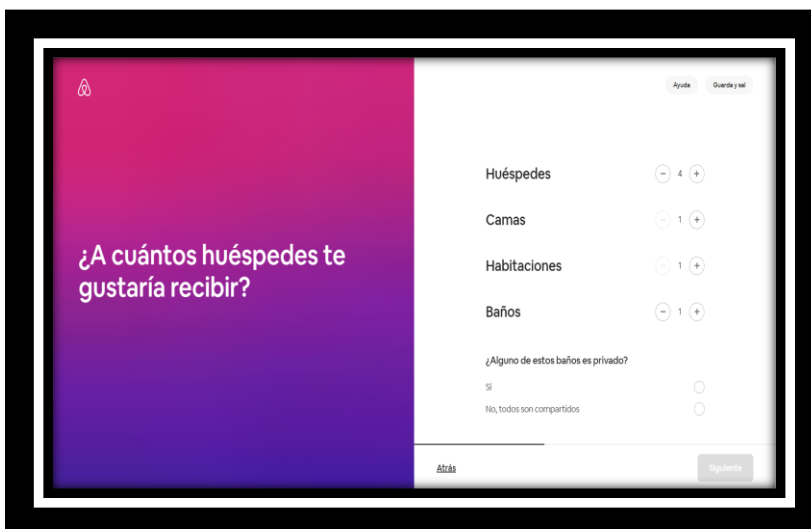 Ayuda Guarda y sal
¿A cuántos huéspedes te
gustaría recibir?
Huéspedes - 4 +
Camas - 1 +
Habitaciones - 1 +
Baños - 1 +
¿Alguno de estos baños es privado?
Sí
No, todos son compartidos
Atrás Siguiente